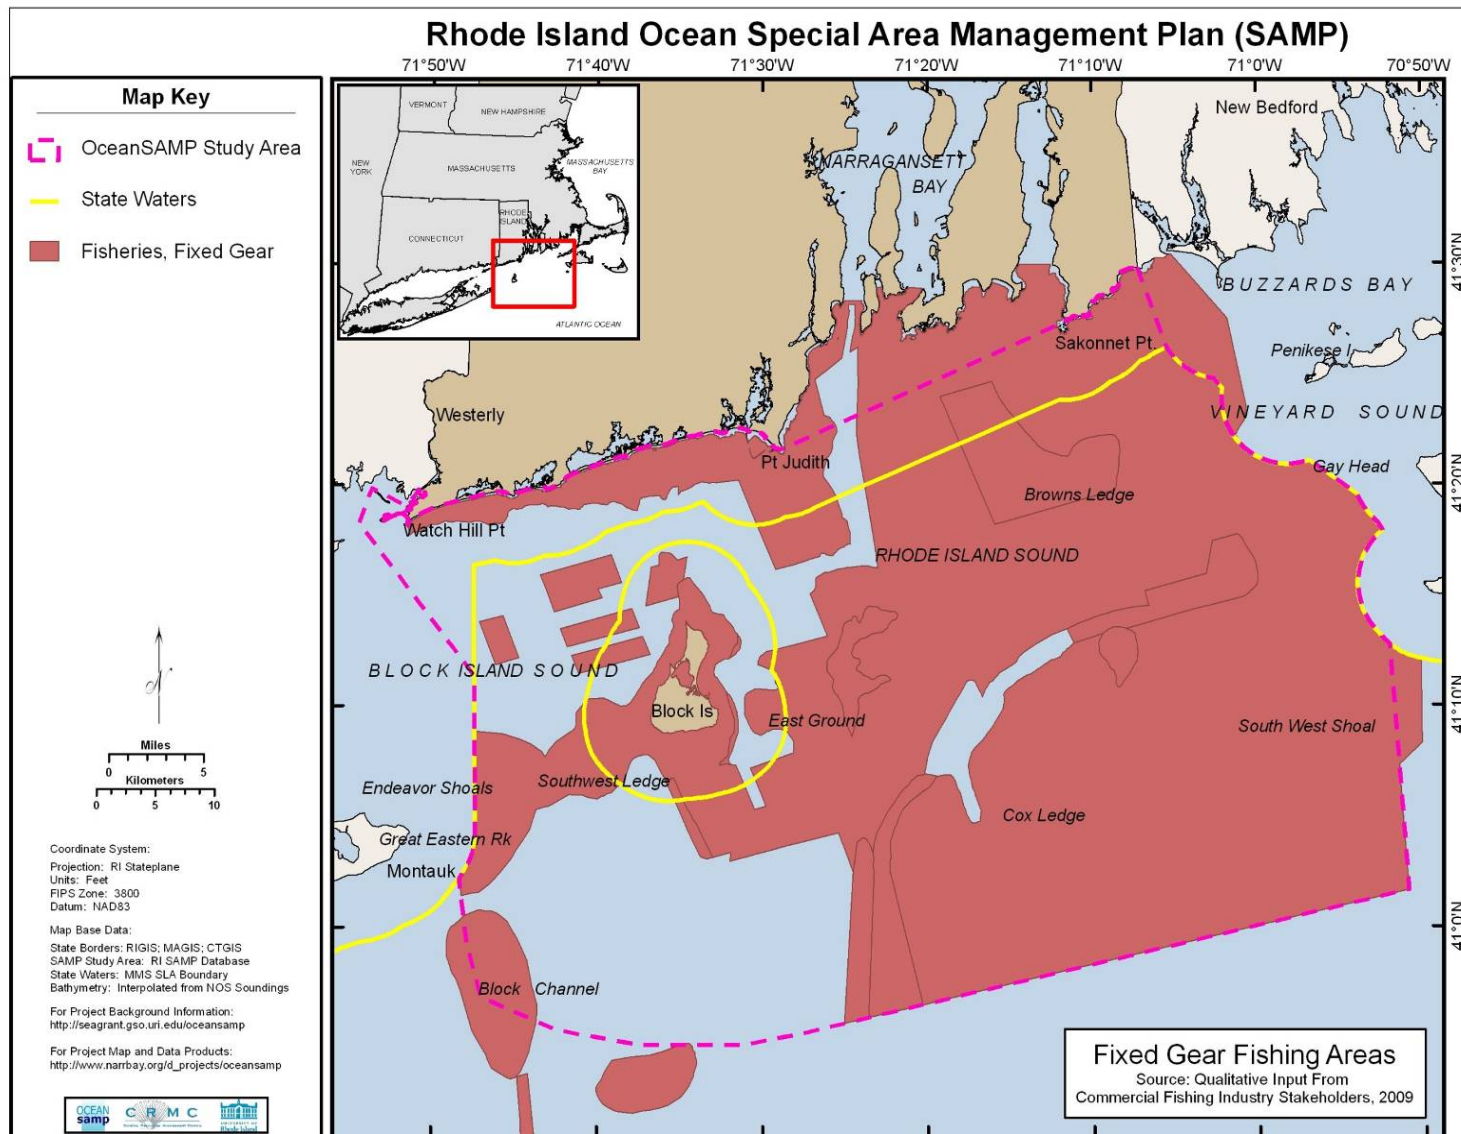 Rhode Island Ocean Special Area Management Plan (SAMP)
71°50'W
71°40'W
71°30'W
71°20'W
71°10'W
71°0'W
70°50'W
Map Key
OceanSAMP Study Area
State Waters
Fisheries, Fixed Gear
N
Miles
0 5
Kilometers
0 5 10
Coordinate System:
Projection: RI Stateplane
Units: Feet
FIPS Zone: 3800
Datum: NAD83
Map Base Data:
State Borders: RIGIS; MAGIS; CTGIS
SAMP Study Area: RI SAMP Database
State Waters: MMS SLA Boundary
Bathymetry: Interpolated from NOS Soundings
For Project Background Information:
http://seagrant.gso.uri.edu/oceansamp
For Project Map and Data Products:
http://www.narrbay.org/d_projects/oceansamp
OCEAN
samp
CRMC
UNIVERSITY OF
Rhode Island
VERMONT
NEW HAMPSHIRE
NEW
YORK
MASSACHUSETTS
MASSACHUSETTS
BAY
CONNECTICUT
RHODE
ISLAND
ATLANTIC OCEAN
NARRAGANSETT
BAY
New Bedford
41°30'N
BUZZARDS BAY
Sakonnet Pt.
Penikese I.
Westerly
VINEYARD SOUND
Pt Judith
Gay Head
41°20'N
Browns Ledge
Watch Hill Pt
RHODE ISLAND SOUND
BLOCK ISLAND SOUND
Block Is
East Ground
41°10'N
South West Shoal
Endeavor Shoals
Southwest Ledge
Cox Ledge
Great Eastern Rk
Montauk
41°0'N
Block Channel
Fixed Gear Fishing Areas
Source: Qualitative Input From
Commercial Fishing Industry Stakeholders, 2009